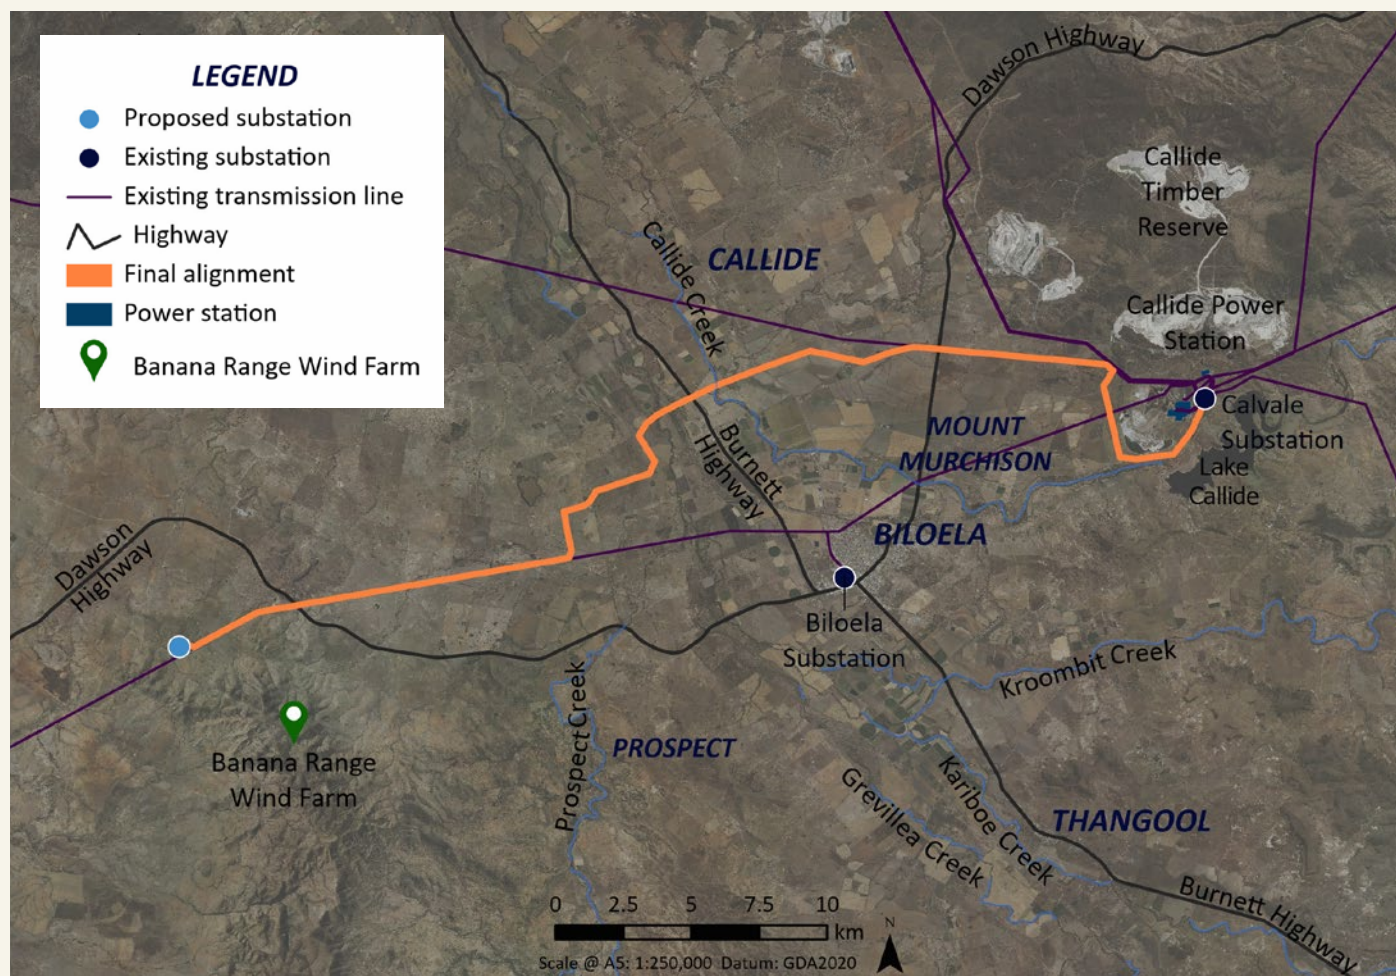 LEGEND
Proposed substation
Existing substation
Existing transmission line
Highway
Final alignment
Power station
Banana Range Wind Farm
Dawson Highway
Callide
Timber
Reserve
Callide Creek
CALLIDE
Callide Power
Station
Calvale
Substation
MOUNT
MURCHISON
Lake
Callide
Burnett
Highway
Dawson
Highway
BILOELA
Biloela
Substation
Kroombit Creek
Banana Range
Wind Farm
Prospect Creek
PROSPECT
Grevillea Creek
Kariboe Creek
THANGOOL
Burnett Highway
0 2.5 5 7.5 10
km
N
Scale @ A5: 1:250,000 Datum: GDA2020